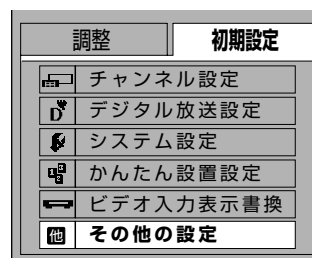 調整 初期設定
チャンネル設定
D デジタル放送設定
システム設定
かんたん設置設定
ビデオ入力表示書換
他 その他の設定